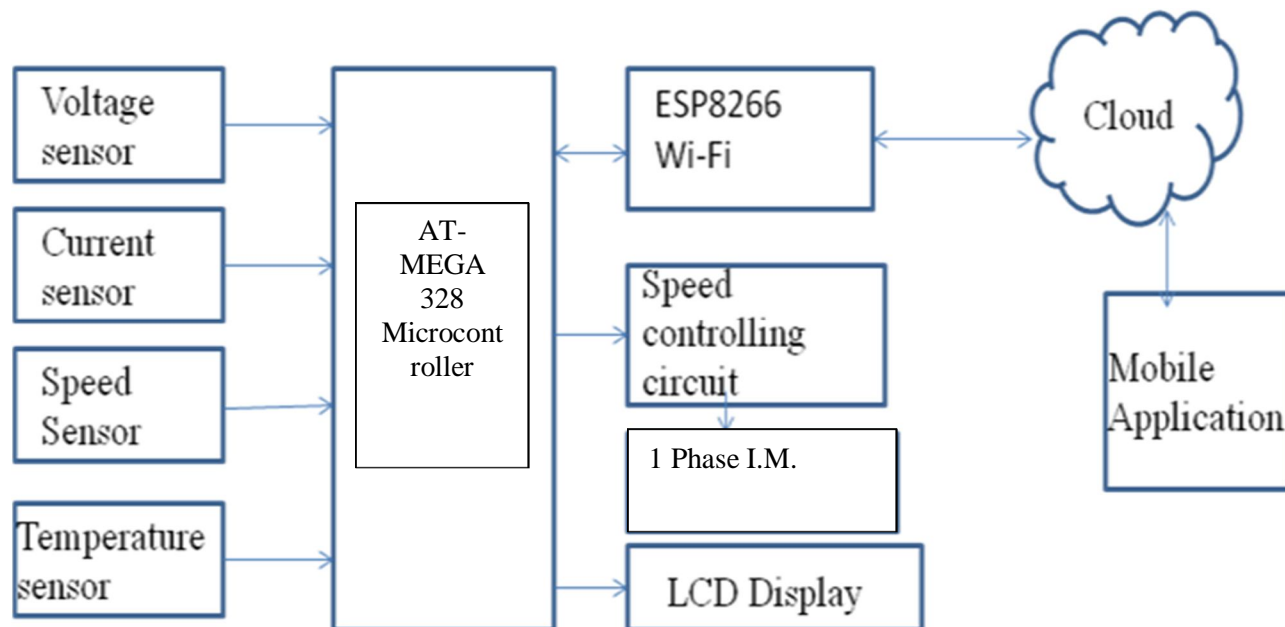 Voltage
sensor
Current
sensor
Speed
Sensor
Temperature
sensor
AT-
MEGA
328
Microcont
roller
ESP8266
Wi-Fi
Speed
controlling
circuit
1 Phase I.M.
LCD Display
Cloud
Mobile
Application